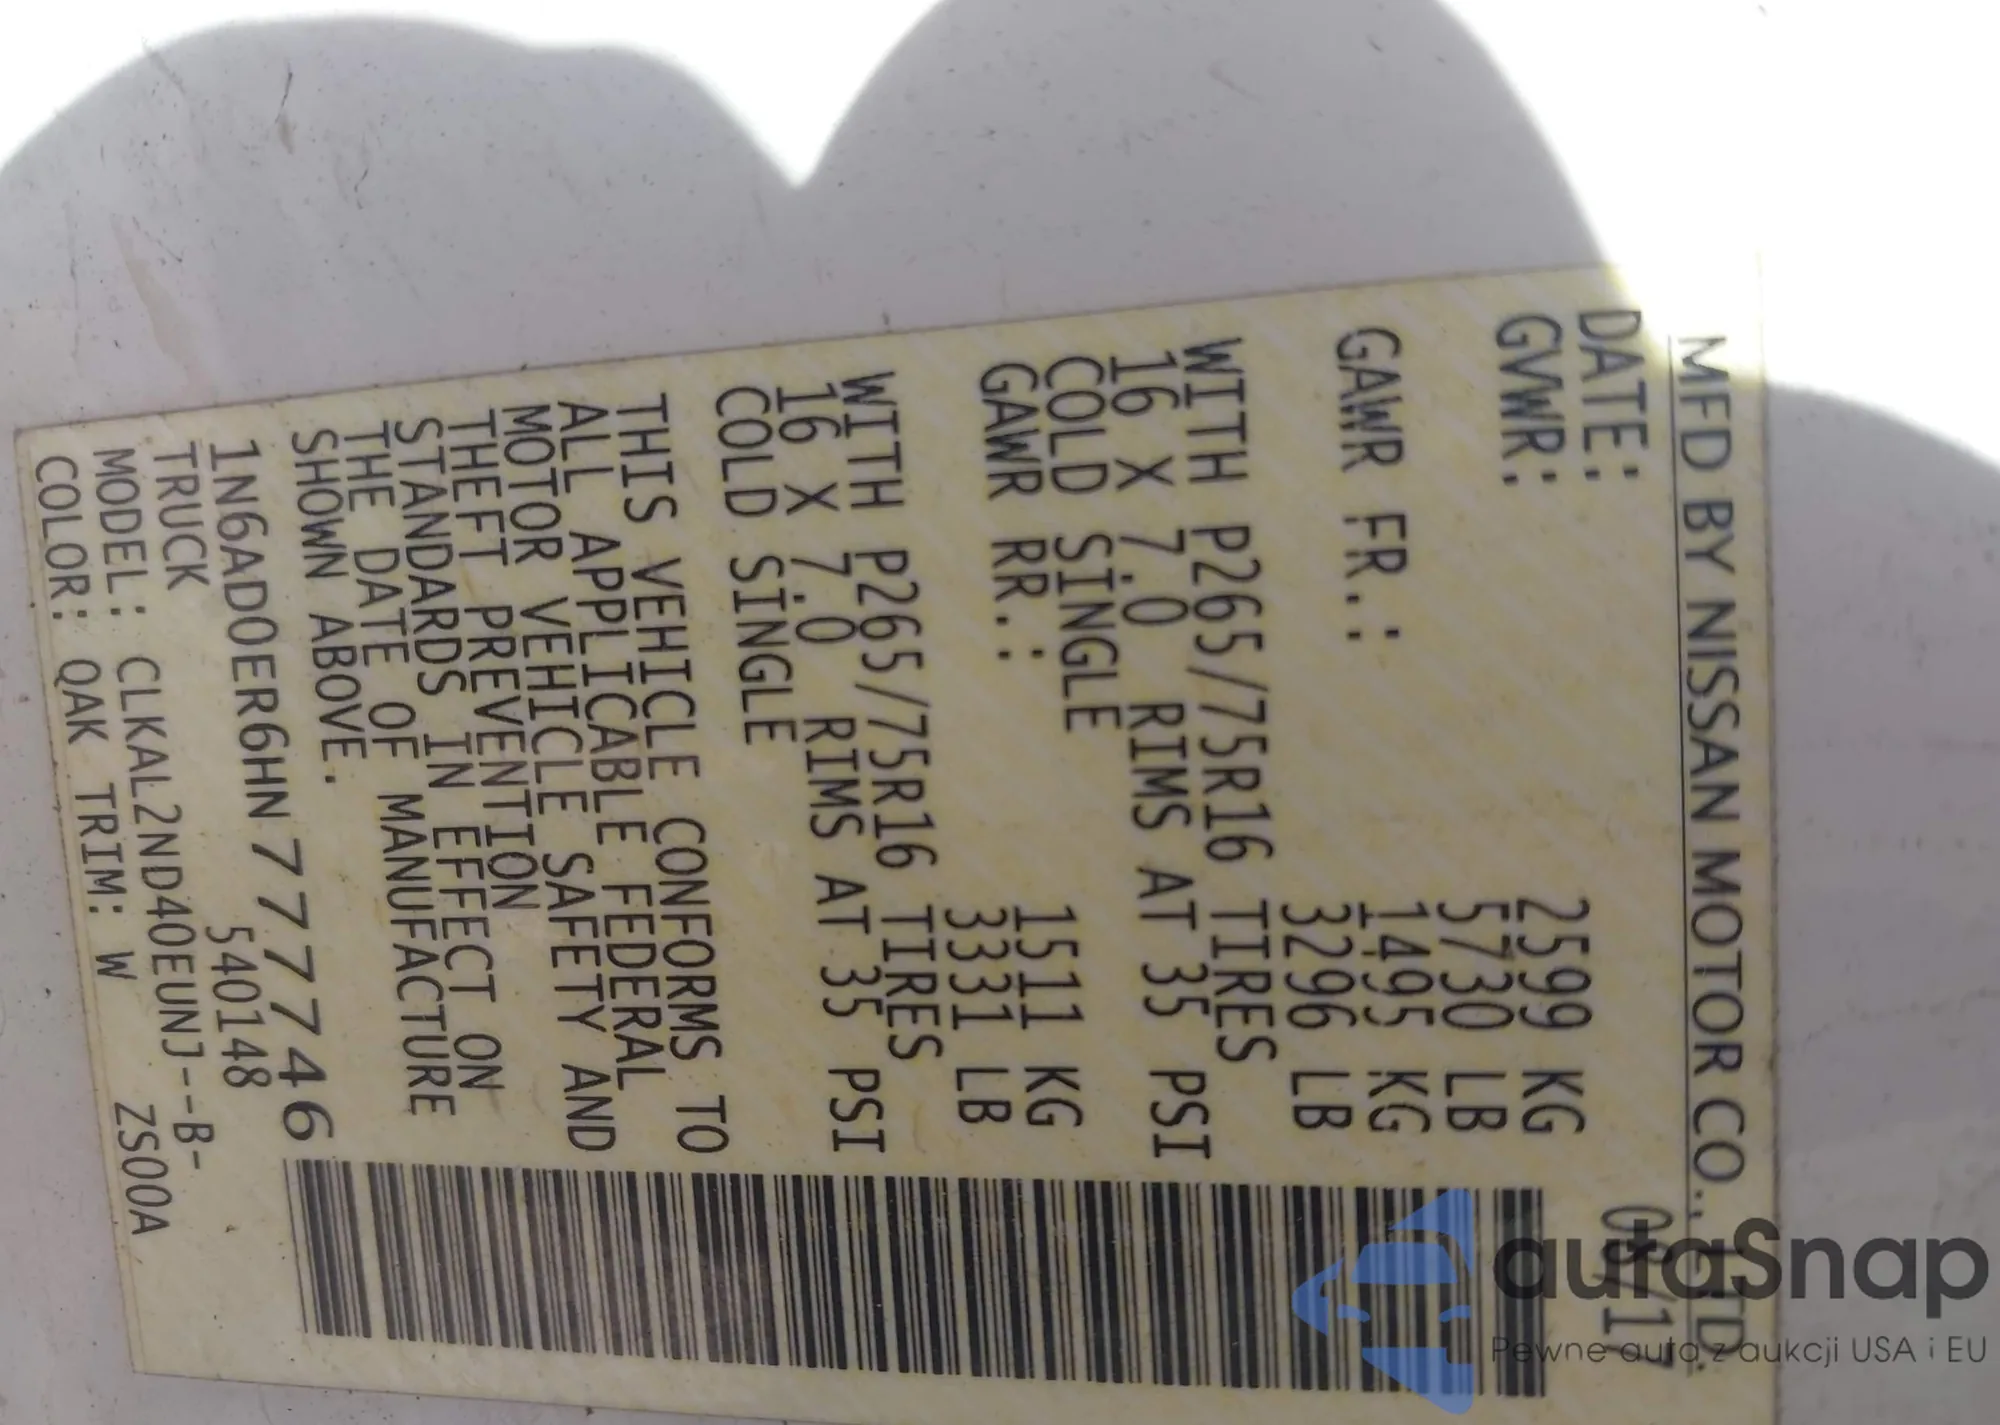 MFD BY NISSAN MOTOR CO., LTD.
DATE: 08/17
GVWR: 2599 KG
5730 LB
GAWR FR.: 1495 KG
3296 LB
WITH P265/75R16 TIRES
16 X 7.0 RIMS AT 35 PSI
COLD SINGLE
GAWR RR.: 1511 KG
3331 LB
WITH P265/75R16 TIRES
16 X 7.0 RIMS AT 35 PSI
COLD SINGLE
THIS VEHICLE CONFORMS TO
ALL APPLICABLE FEDERAL
MOTOR VEHICLE SAFETY AND
THEFT PREVENTION
STANDARDS IN EFFECT ON
THE DATE OF MANUFACTURE
SHOWN ABOVE.
1N6AD0ER6HN777746
TRUCK 540148
MODEL: CLKAL2ND40EUNJ--B-
COLOR: QAK TRIM: W ZS00A
autaSnap
Pewne auta z aukcji USA i EU